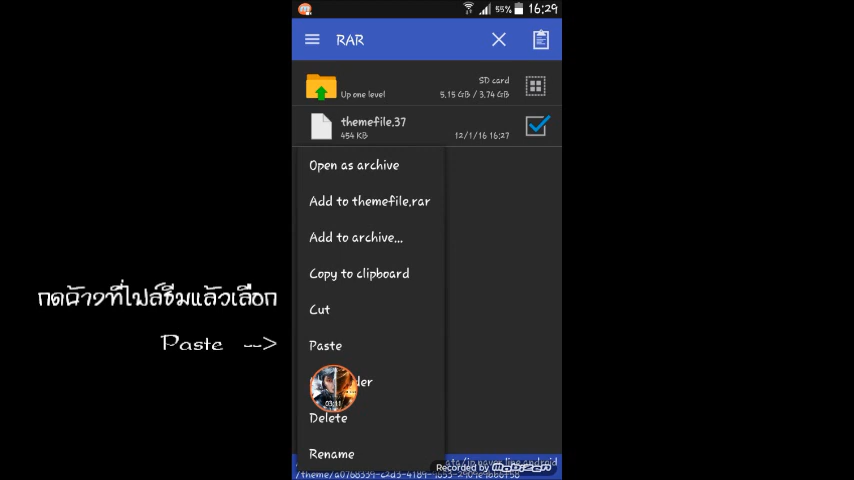 55% 16:29
RAR
SD card
Up one level
5.15 GB / 3.74 GB
themefile.37
454 KB
12/1/16 16:27
Open as archive
Add to themefile.rar
Add to archive...
Copy to clipboard
กดค้างที่ไฟล์ธีมแล้วเลือก
Cut
Paste -->
Paste
03:11
Delete
Rename
Recorded by Mobizen